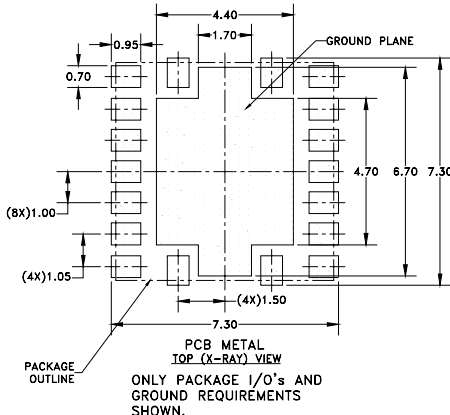 4.40
1.70
0.95
GROUND PLANE
0.70
4.70
6.70
7.30
(8X)1.00
(4X)1.05
(4X)1.50
7.30
PCB METAL
TOP (X-RAY) VIEW
PACKAGE
OUTLINE
ONLY PACKAGE I/O's AND
GROUND REQUIREMENTS
SHOWN.